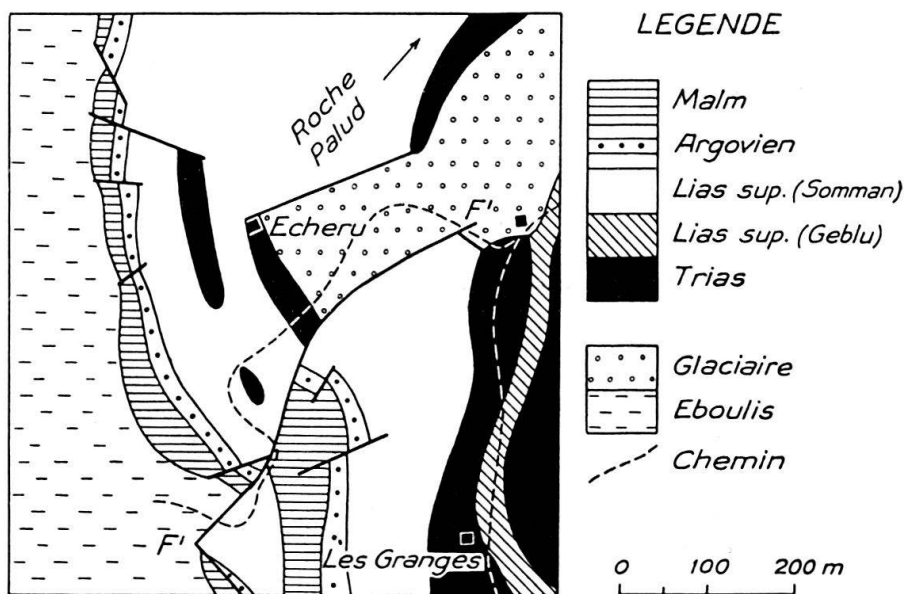 LEGENDE
Malm
Argovien
Lias sup. (Somman)
Lias sup. (Geblu)
Trias
Glaciaire
Eboulis
Chemin
0 100 200 m
Roche
Palud
Echeru
F'
F'
Les Granges